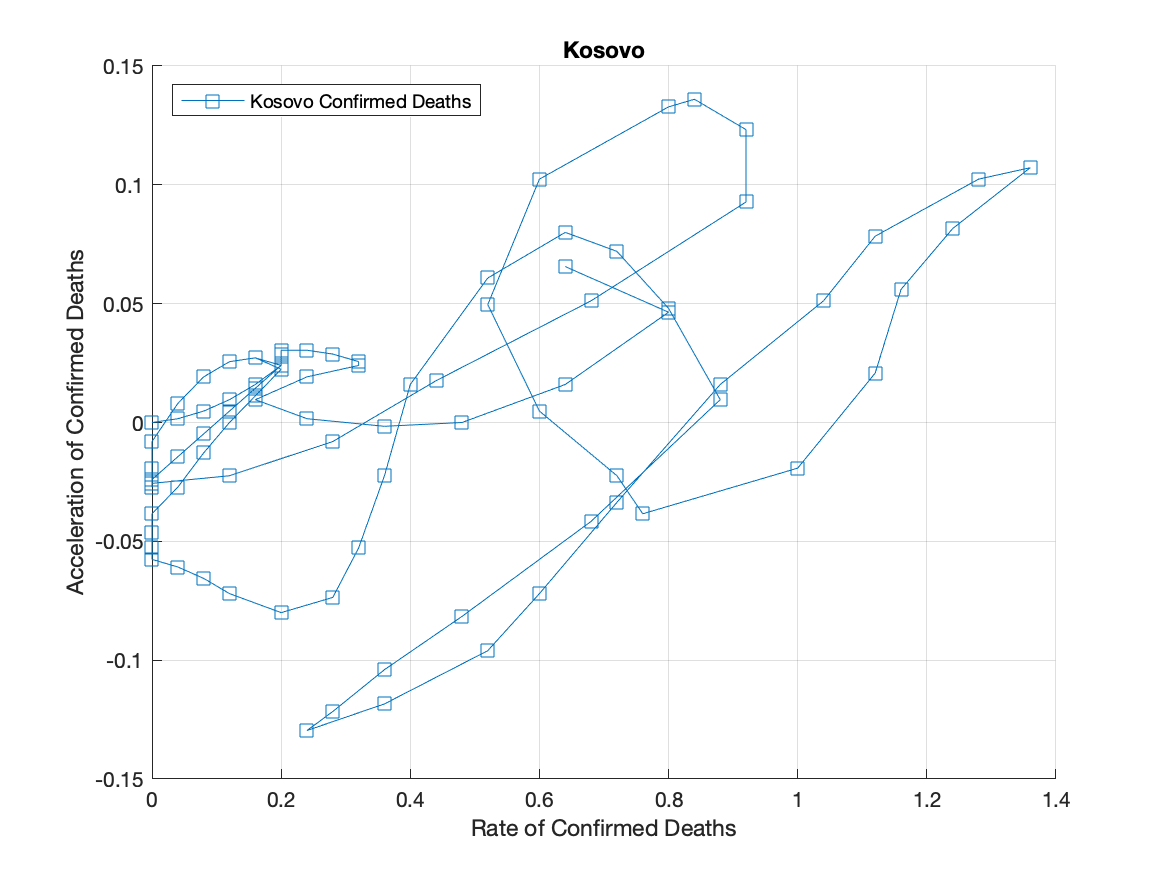 Kosovo
Kosovo Confirmed Deaths
Acceleration of Confirmed Deaths
0.15
0.1
0.05
0
-0.05
-0.1
-0.15
0 0.2 0.4 0.6 0.8 1 1.2 1.4
Rate of Confirmed Deaths